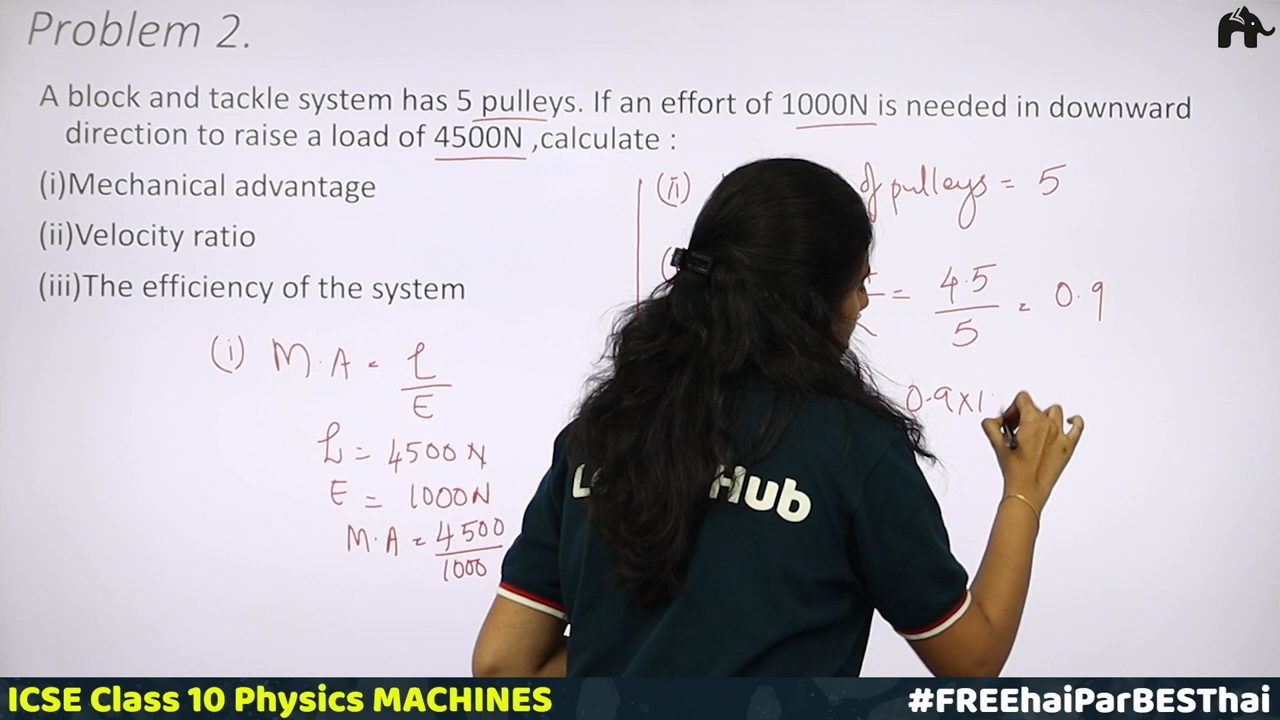 Problem 2.
A block and tackle system has 5 pulleys. If an effort of 1000N is needed in downward
direction to raise a load of 4500N ,calculate :
(i)Mechanical advantage
(ii)Velocity ratio
(iii)The efficiency of the system
(i) M.A = L
E
L = 4500 N
E = 1000N
M.A = 4500
1000
(ii) of pulleys = 5
= 4.5 = 0.9
5
0.9×1
Hub
ICSE Class 10 Physics MACHINES
#FREEhaiParBESThai